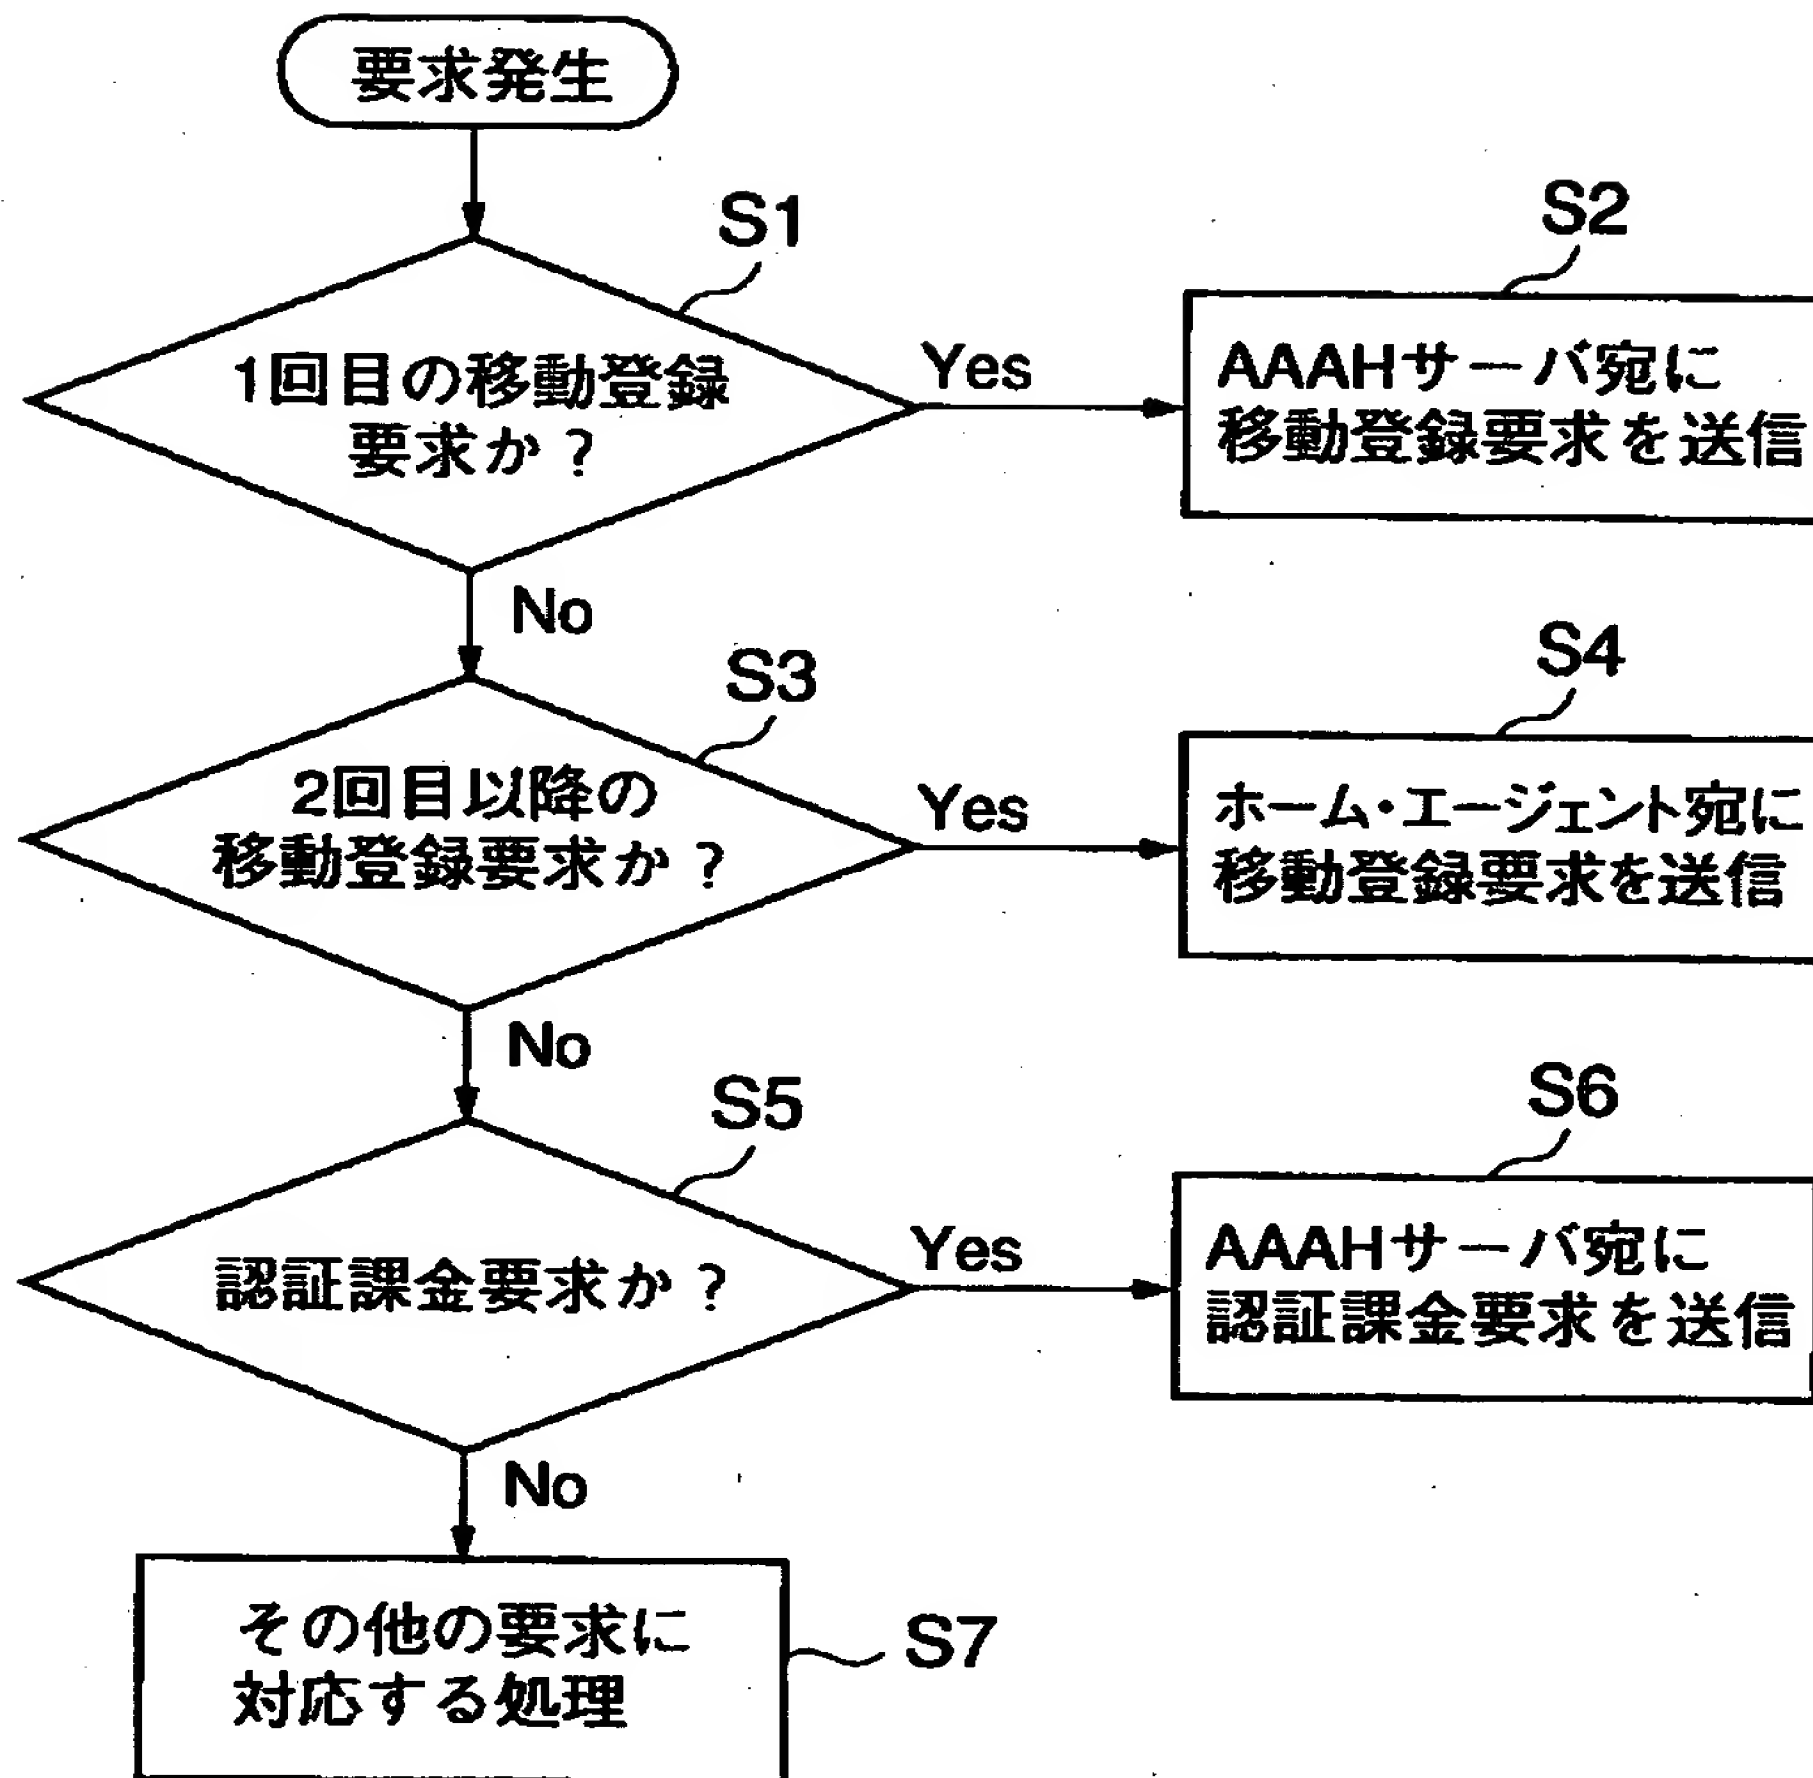 要求発生
S1
1回目の移動登録
要求か？
Yes
S2
AAAHサーバ宛に
移動登録要求を送信
No
S3
2回目以降の
移動登録要求か？
Yes
S4
ホーム・エージェント宛に
移動登録要求を送信
No
S5
認証課金要求か？
Yes
S6
AAAHサーバ宛に
認証課金要求を送信
No
その他の要求に
対応する処理
S7